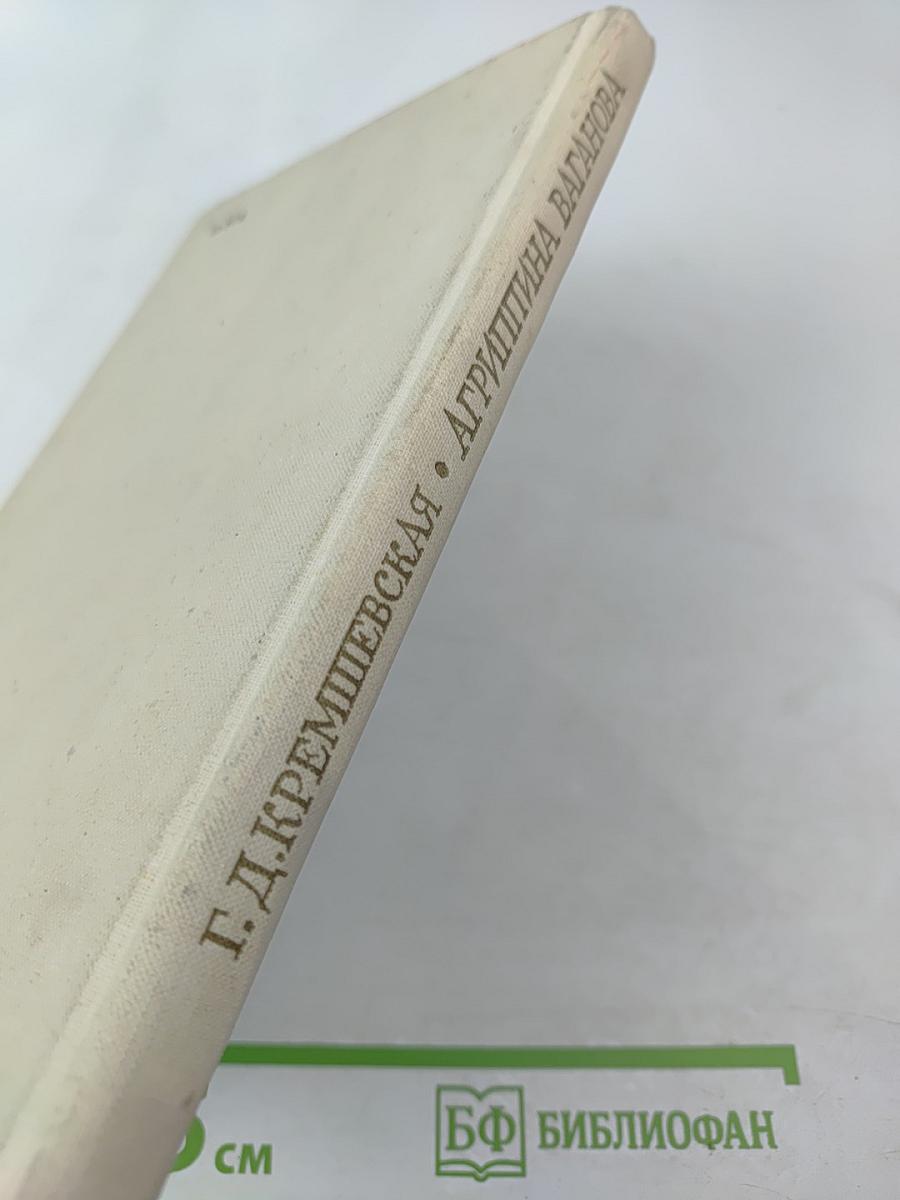 Г. Д. КРЕМШЕВСКАЯ • АГРИППИНА ВАГАНОВА
см
БФ БИБЛИОФАН